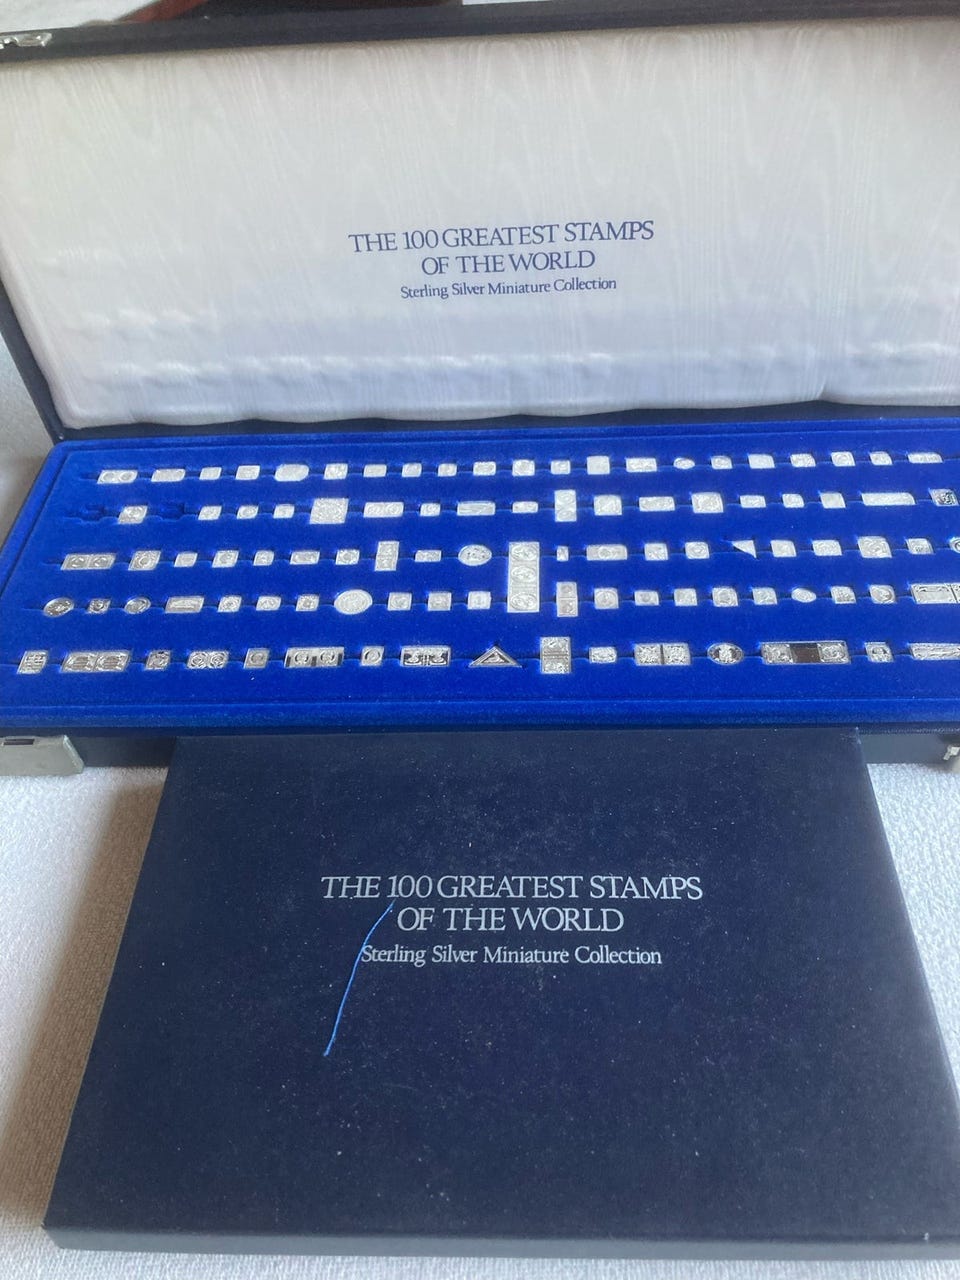 THE 100 GREATEST STAMPS
OF THE WORLD
Sterling Silver Miniature Collection
THE 100 GREATEST STAMPS
OF THE WORLD
Sterling Silver Miniature Collection